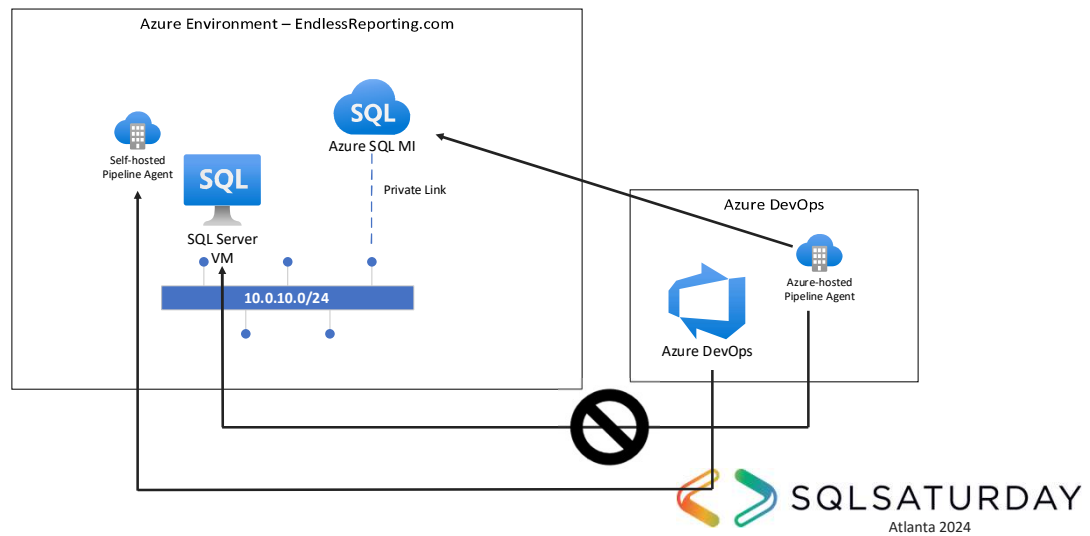 Azure Environment – EndlessReporting.com
SQL
Azure SQL MI
Self-hosted
Pipeline Agent
SQL
Private Link
SQL Server
VM
10.0.10.0/24
Azure DevOps
Azure-hosted
Pipeline Agent
Azure DevOps
SQLSATURDAY
Atlanta 2024